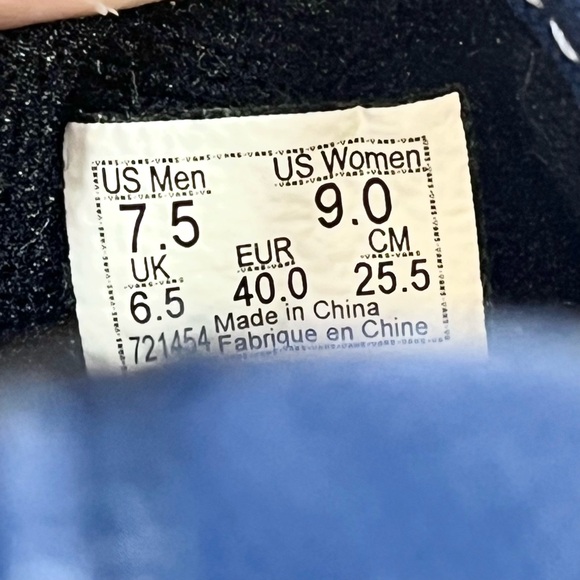 US Men US Women
7.5 9.0
UK EUR CM
6.5 40.0 25.5
Made in China
721454 Fabrique en Chine